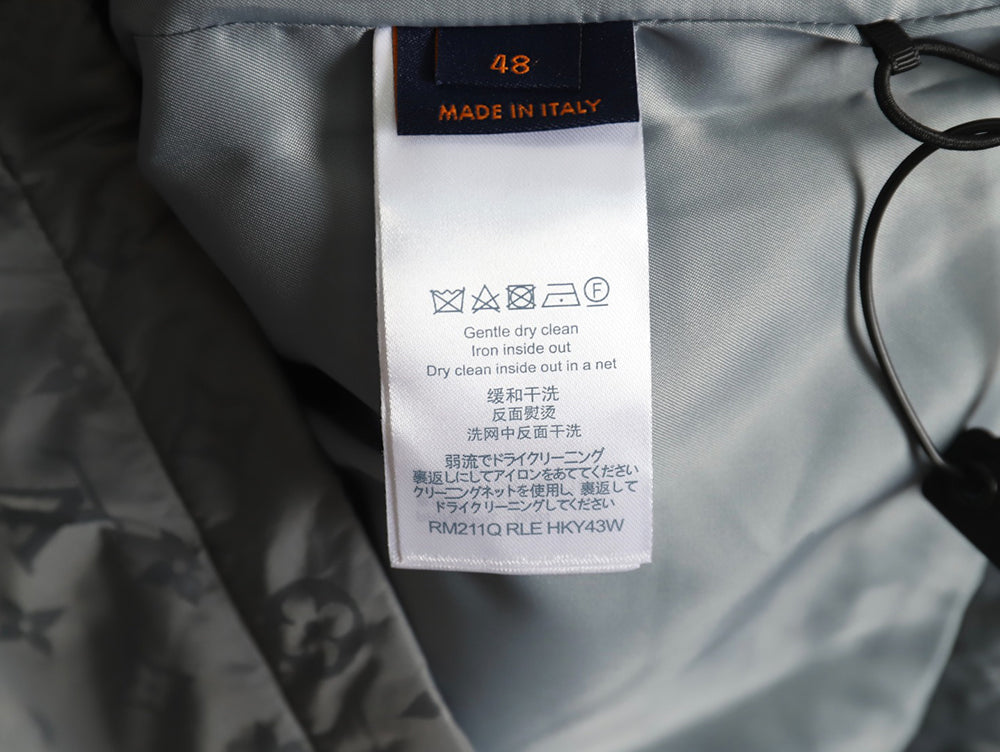 48
MADE IN ITALY
F
Gentle dry clean
Iron inside out
Dry clean inside out in a net
缓和干洗
反面熨烫
洗网中反面干洗
弱流でドライクリーニング
裏返しにしてアイロンをあててください
クリーニングネットを使用し、裏返して
ドライクリーニングしてください
RM211Q RLE HKY43W